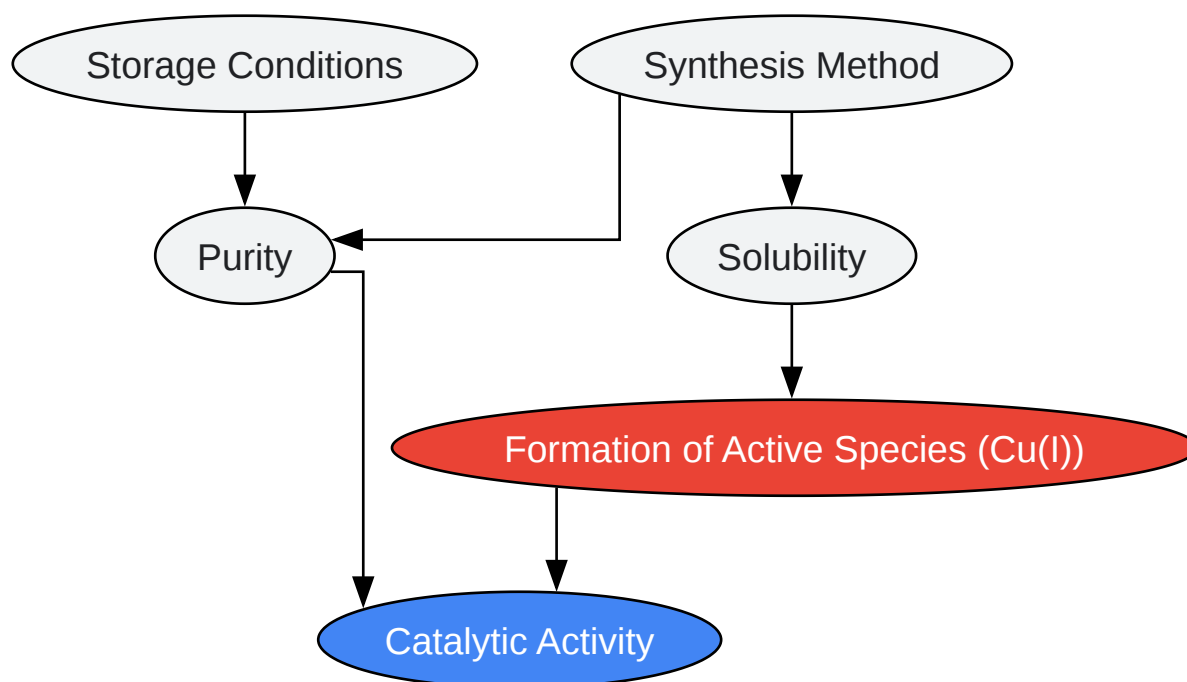 Storage Conditions
Synthesis Method
Purity
Solubility
Formation of Active Species (Cu(I))
Catalytic Activity